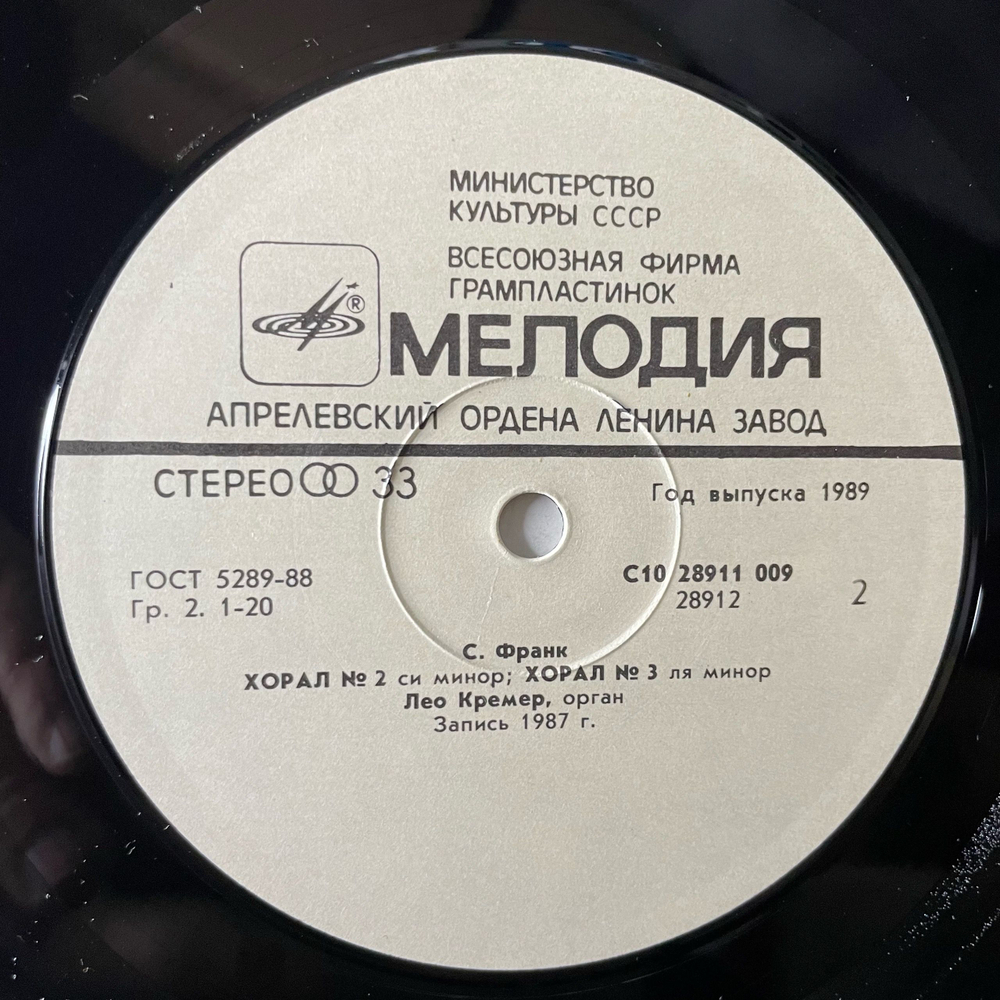 МИНИСТЕРСТВО
КУЛЬТУРЫ СССР
ВСЕСОЮЗНАЯ ФИРМА
ГРАМПЛАСТИНОК
®
МЕЛОДИЯ
АПРЕЛЕВСКИЙ ОРДЕНА ЛЕНИНА ЗАВОД
СТЕРЕО 33
Год выпуска 1989
ГОСТ 5289-88
Гр. 2. 1-20
С10 28911 009
28912
2
С. Франк
ХОРАЛ № 2 си минор; ХОРАЛ № 3 ля минор
Лео Кремер, орган
Запись 1987 г.